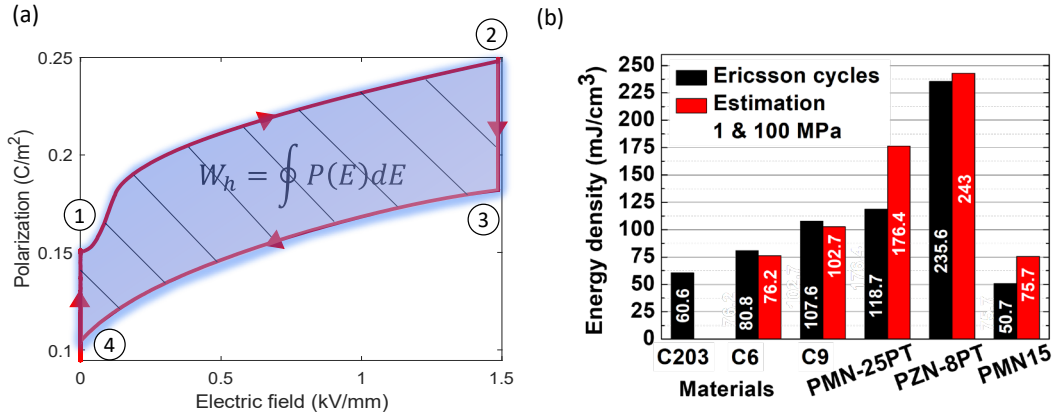 (a)
0.25
0.2
0.15
0.1
Polarization (C/m²)
0
0.5
1
1.5
Electric field (kV/mm)
1
2
3
4
W_h = ∮ P(E)dE
(b)
Energy density (mJ/cm³)
250
225
200
175
150
125
100
75
50
25
0
Ericsson cycles
Estimation
1 & 100 MPa
60.6
80.8
76.2
107.6
102.7
118.7
176.4
235.6
243
50.7
75.7
C203
C6
C9
PMN-25PT
PZN-8PT
PMN15
Materials